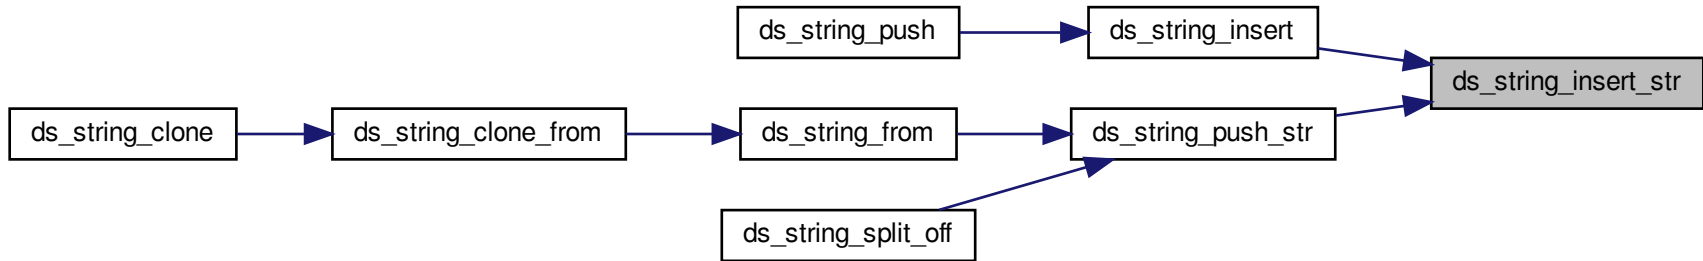 ds_string_push
ds_string_insert
ds_string_insert_str
ds_string_clone
ds_string_clone_from
ds_string_from
ds_string_push_str
ds_string_split_off